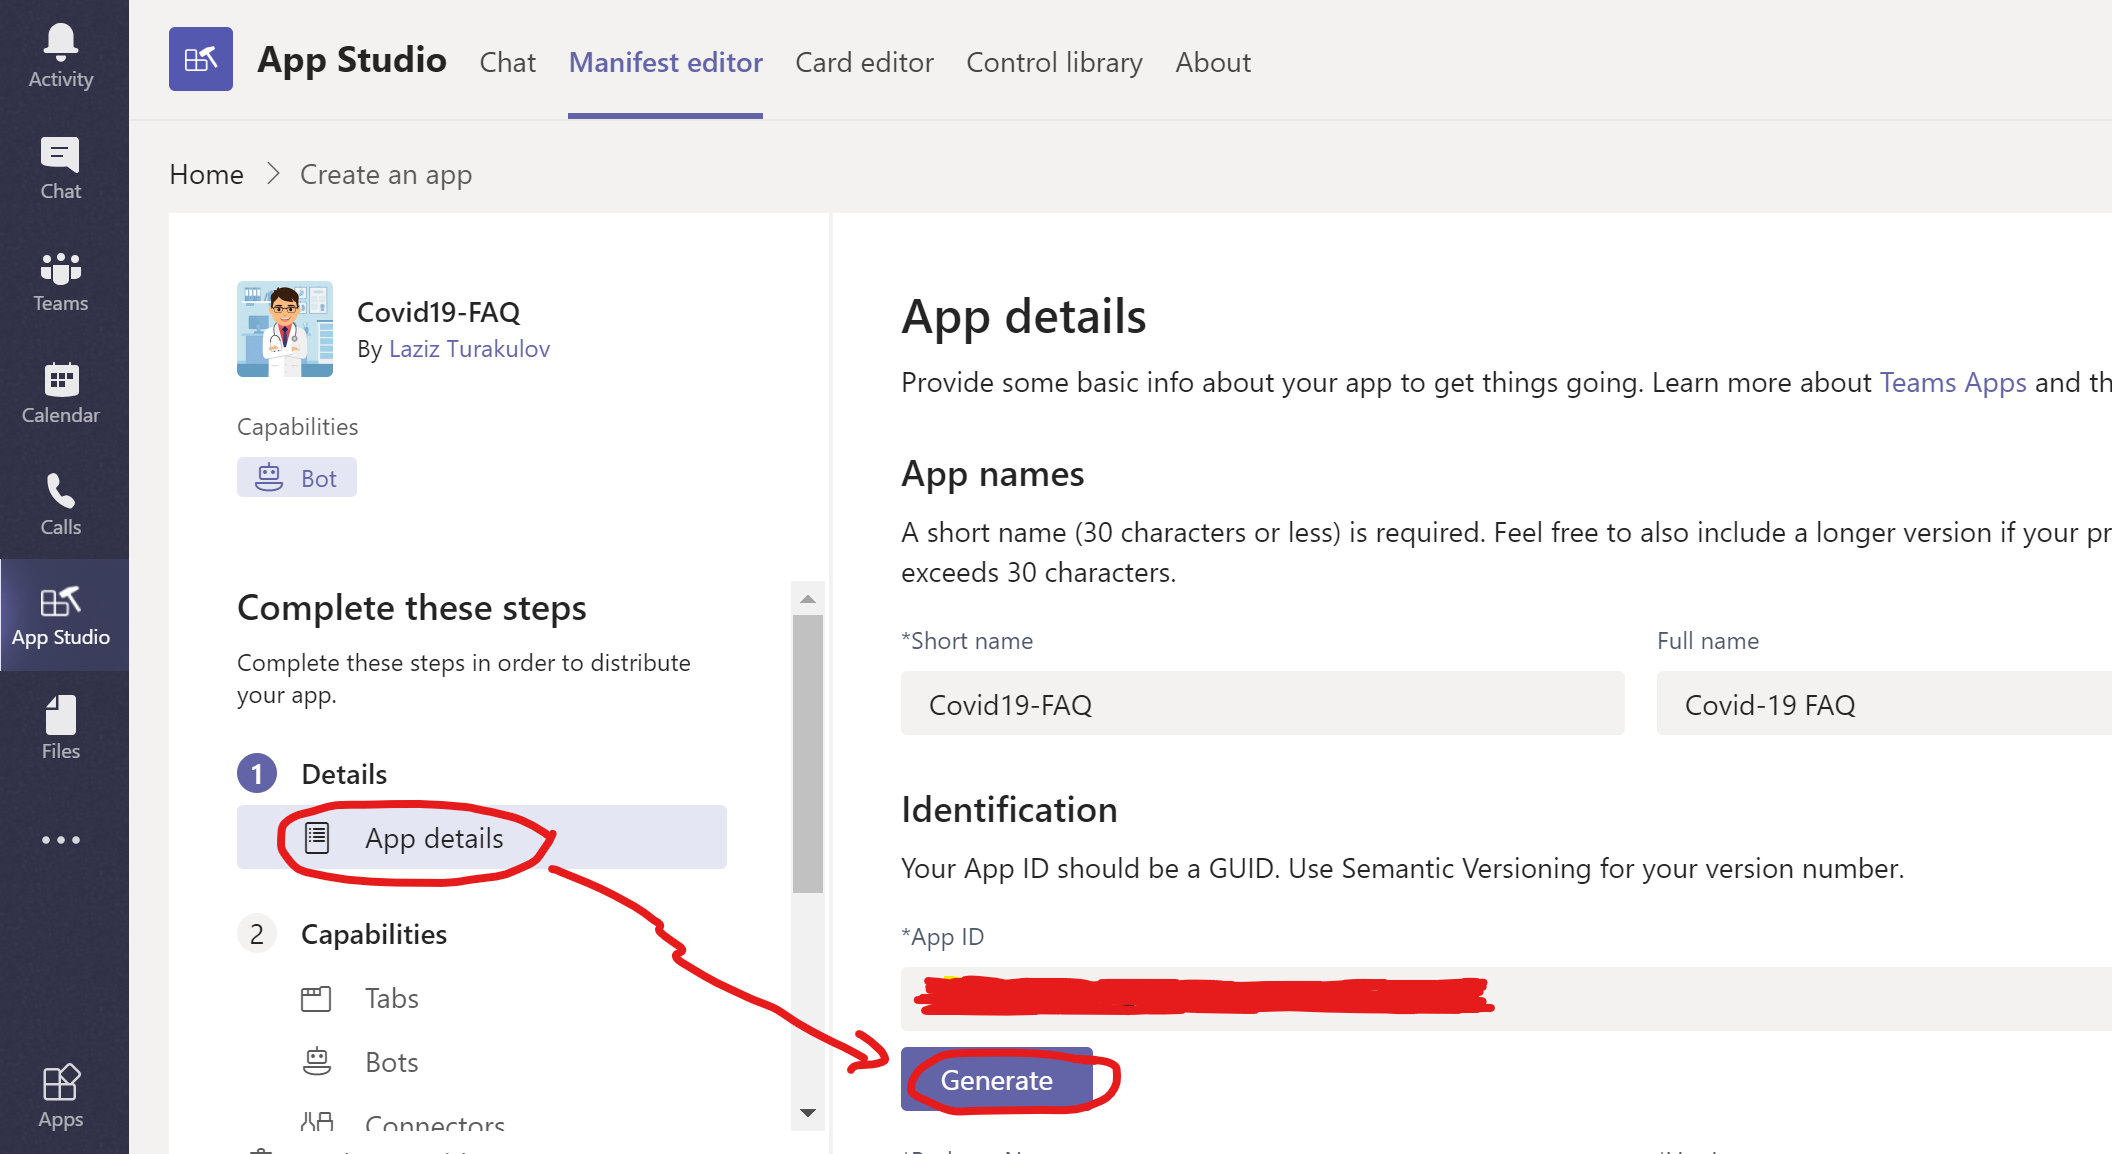 Activity
Chat
Teams
Calendar
Calls
App Studio
Files
Apps
App Studio
Chat
Manifest editor
Card editor
Control library
About
Home
Create an app
Covid19-FAQ
By Laziz Turakulov
Capabilities
Bot
Complete these steps
Complete these steps in order to distribute
your app.
1 Details
App details
2 Capabilities
Tabs
Bots
Connectors
App details
Provide some basic info about your app to get things going. Learn more about Teams Apps and th
App names
A short name (30 characters or less) is required. Feel free to also include a longer version if your pr
exceeds 30 characters.
*Short name
Full name
Covid19-FAQ
Covid-19 FAQ
Identification
Your App ID should be a GUID. Use Semantic Versioning for your version number.
*App ID
Generate